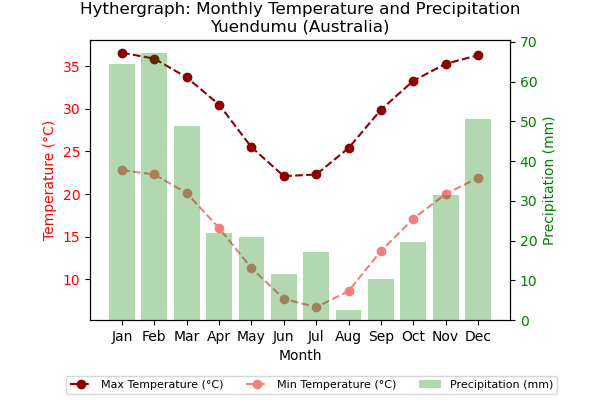 Hythergraph: Monthly Temperature and Precipitation
Yuendumu (Australia)
70
35
60
30
50
25
40
20
30
15
20
10
10
0
Temperature (°C)
Precipitation (mm)
Jan Feb Mar Apr May Jun Jul Aug Sep Oct Nov Dec
Month
Max Temperature (°C) Min Temperature (°C) Precipitation (mm)